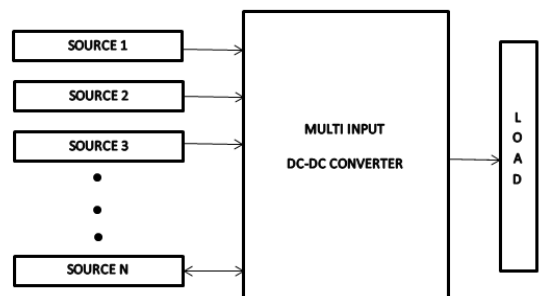 SOURCE 1
SOURCE 2
SOURCE 3
SOURCE N
MULTI INPUT
DC-DC CONVERTER
L
O
A
D